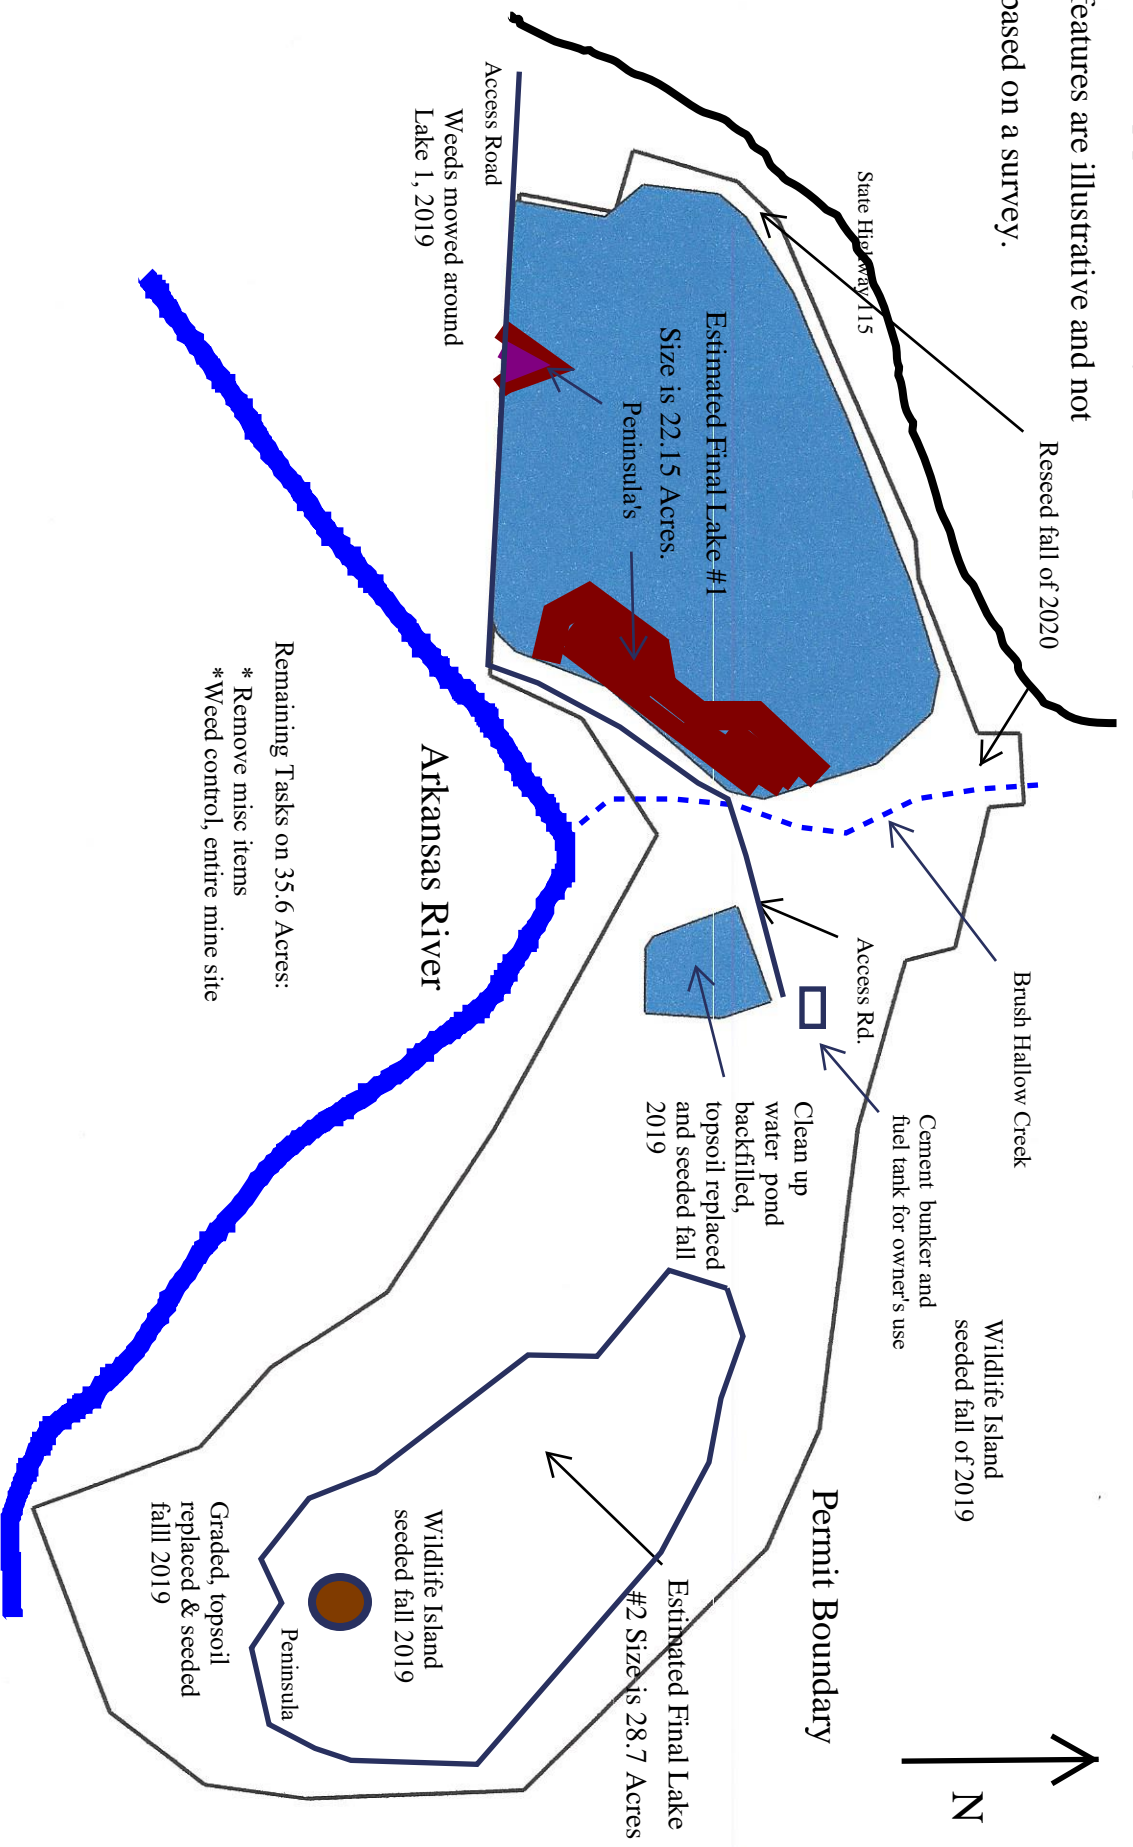 features are illustrative and not
based on a survey.
Reseed fall of 2020
State Highway 115
Access Road
Weeds mowed around
Lake 1, 2019
Estimated Final Lake #1
Size is 22.15 Acres.
Peninsula's
Brush Hallow Creek
Access Rd.
Cement bunker and
fuel tank for owner's use
Clean up
water pond
backfilled,
topsoil replaced
and seeded fall
2019
Arkansas River
Remaining Tasks on 35.6 Acres:
* Remove misc items
*Weed control, entire mine site
Wildlife Island
seeded fall of 2019
Permit Boundary
Estimated Final Lake
#2 Size is 28.7 Acres
Wildlife Island
seeded fall 2019
Peninsula
Graded, topsoil
replaced & seeded
falll 2019
N